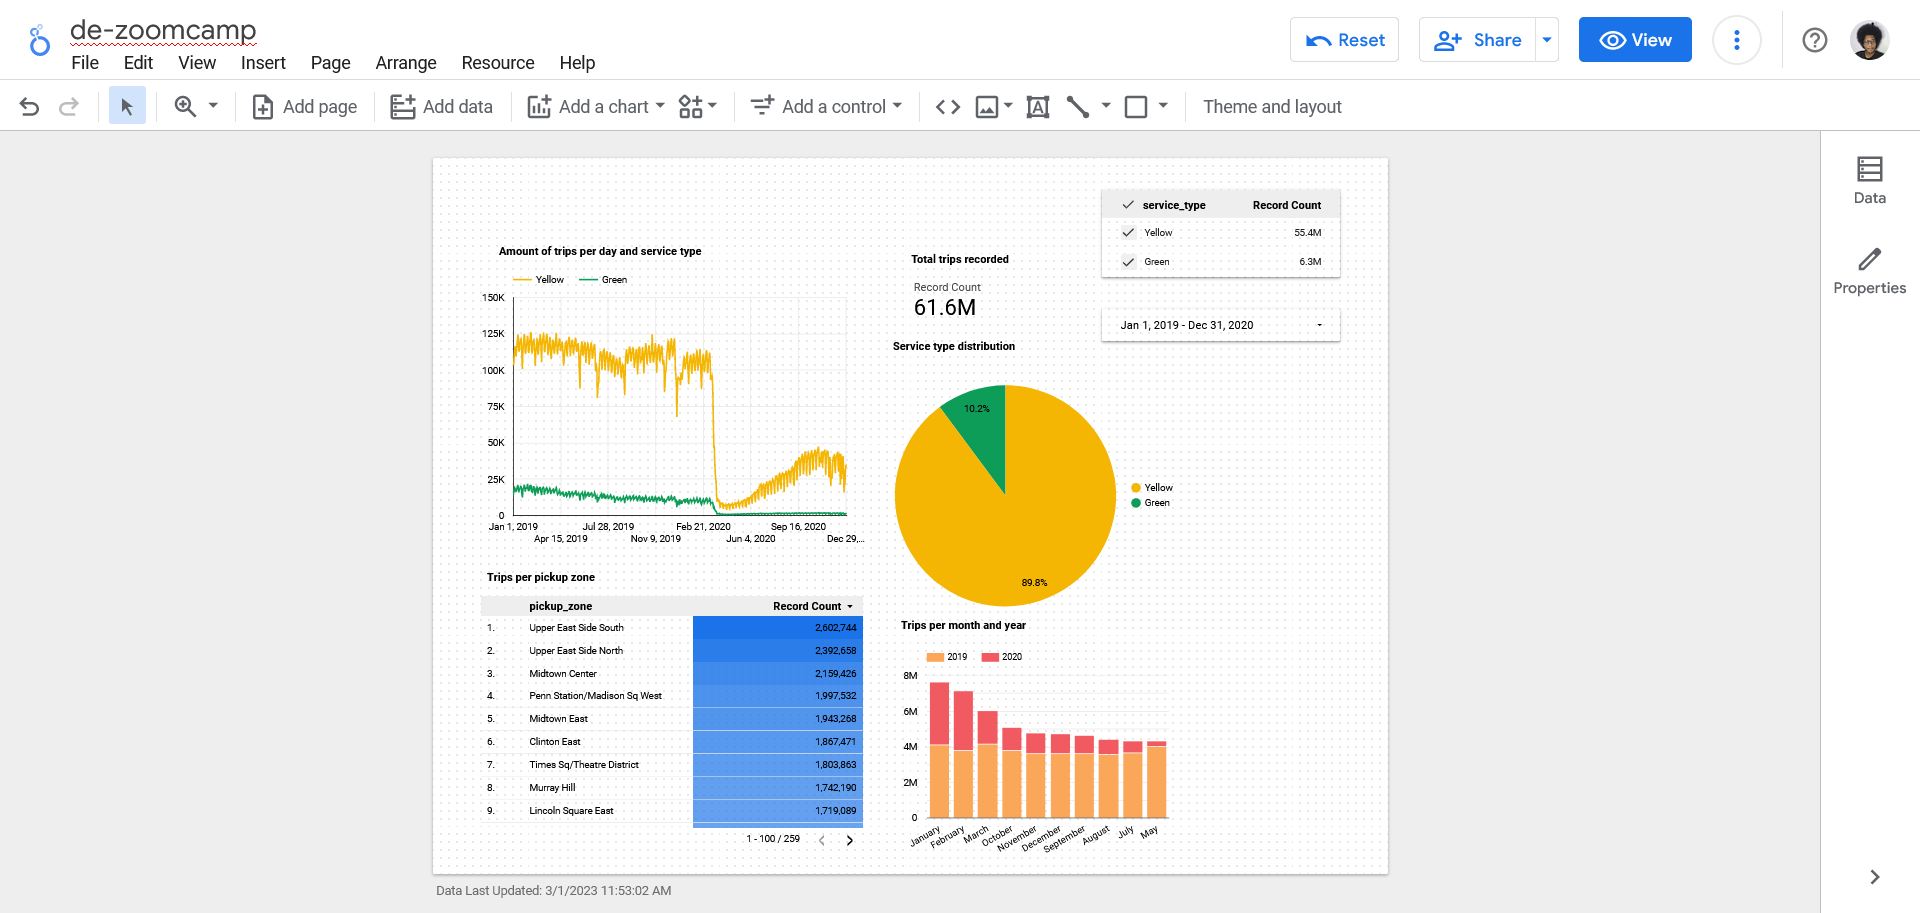 de-zoomcamp
File Edit View Insert Page Arrange Resource Help
Reset Share View
Add page Add data Add a chart Add a control Theme and layout
Data
Properties
service_type Record Count
Yellow 55.4M
Green 6.3M
Jan 1, 2019 - Dec 31, 2020
Amount of trips per day and service type
Yellow Green
150K
125K
100K
75K
50K
25K
0
Jan 1, 2019 Jul 28, 2019 Feb 21, 2020 Sep 16, 2020
Apr 15, 2019 Nov 9, 2019 Jun 4, 2020 Dec 29,...
Total trips recorded
Record Count
61.6M
Service type distribution
10.2%
89.8%
Yellow
Green
Trips per pickup zone
pickup_zone Record Count
1. Upper East Side South 2,602,744
2. Upper East Side North 2,392,658
3. Midtown Center 2,159,426
4. Penn Station/Madison Sq West 1,997,532
5. Midtown East 1,943,268
6. Clinton East 1,867,471
7. Times Sq/Theatre District 1,803,863
8. Murray Hill 1,742,190
9. Lincoln Square East 1,719,089
1 - 100 / 259
Trips per month and year
2019 2020
8M
6M
4M
2M
0
January February March October November December September August July May
Data Last Updated: 3/1/2023 11:53:02 AM